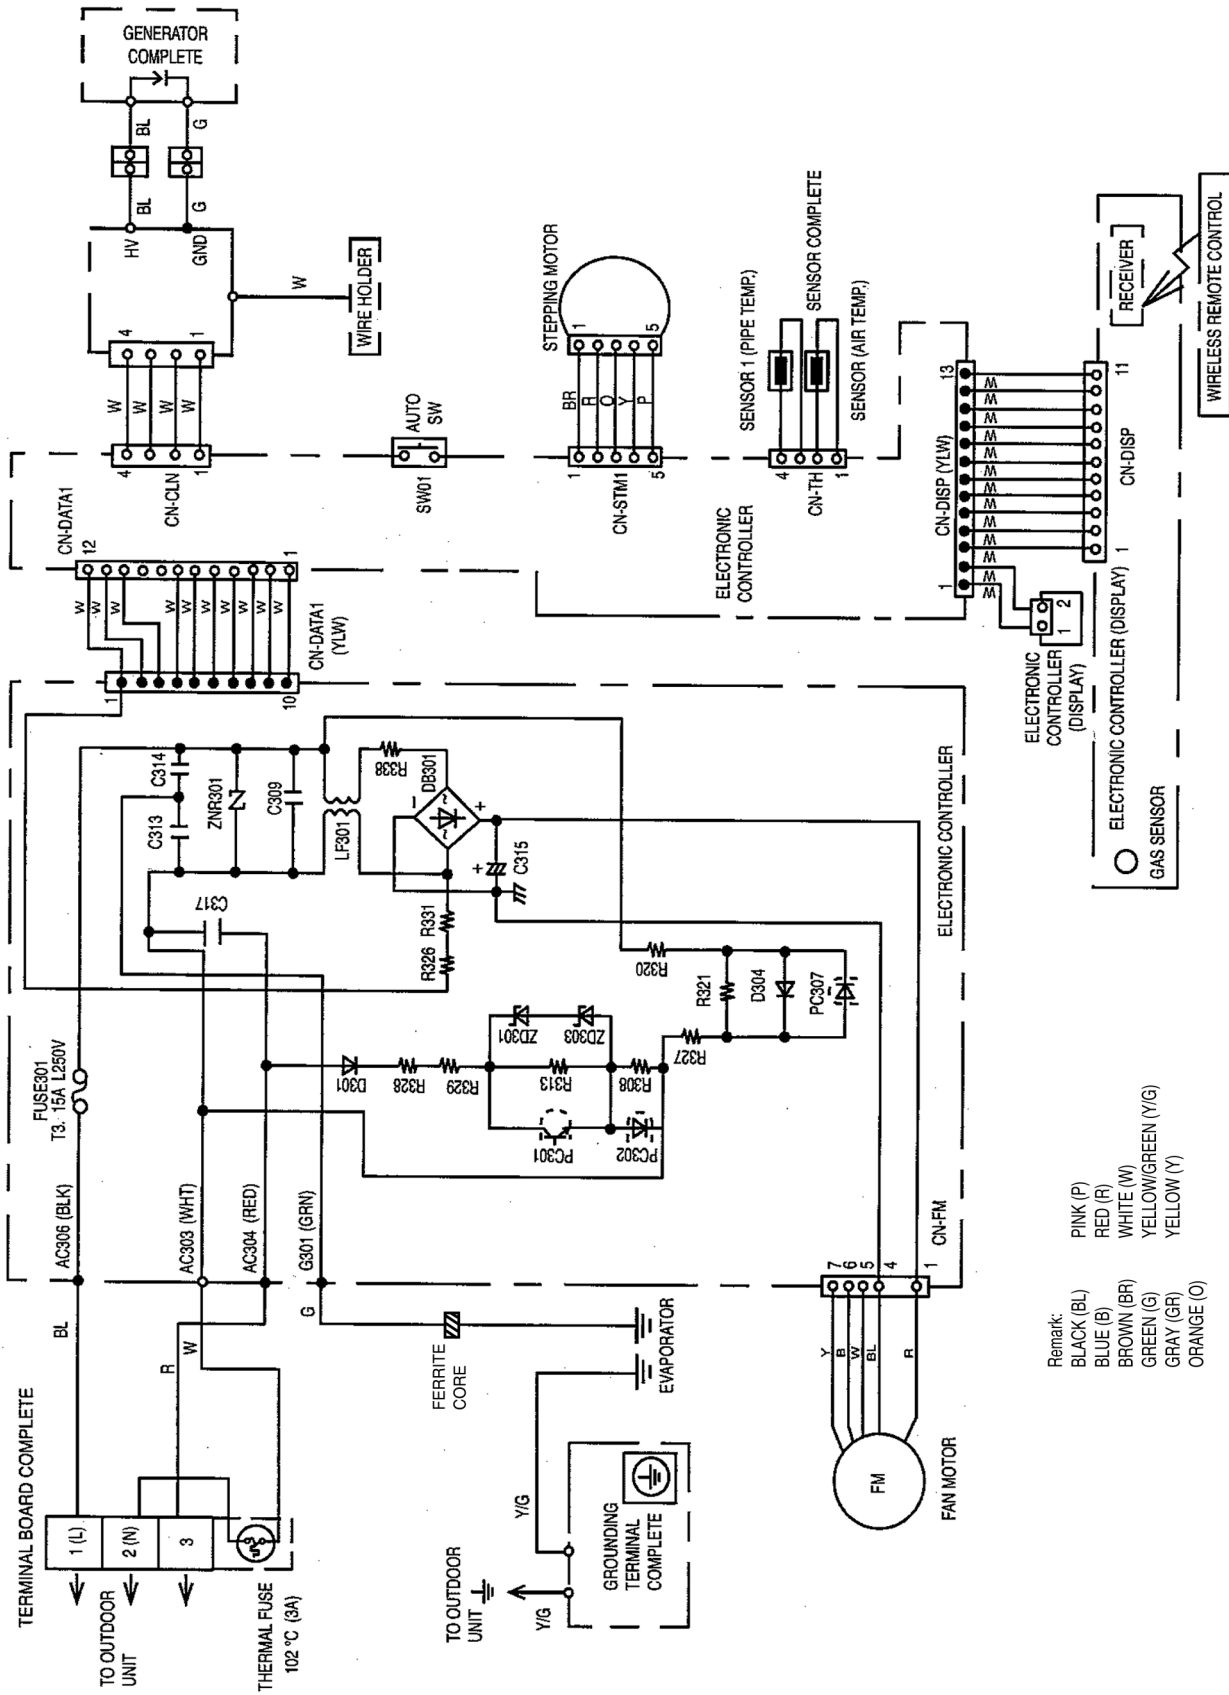 TERMINAL BOARD COMPLETE
1 (L)
2 (N)
3
TO OUTDOOR
UNIT
THERMAL FUSE
102 °C (3A)
BL
R
W
AC306 (BLK)
AC303 (WHT)
AC304 (RED)
G301 (GRN)
G
FUSE301
T3. 15A L250V
FERRITE
CORE
EVAPORATOR
Y/G
GROUNDING
TERMINAL
COMPLETE
TO OUTDOOR
UNIT
Y/G
C314
C313
ZNR301
C309
C317
LF301
R338
DB301
~
~
–
+
+
C315
R331
R326
D301
R328
R329
ZD301
ZD303
R313
R308
PC301
PC302
R327
R320
R321
D304
PC307
ELECTRONIC CONTROLLER
CN-FM
7
6
5
4
1
Y
B
W
BL
R
FM
FAN MOTOR
CN-DATA1
(YLW)
1
10
CN-DATA1
12
1
W
W
W
W
W
W
W
W
W
W
CN-CLN
4
1
W
W
W
W
4
1
HV
GND
BL
G
BL
G
GENERATOR
COMPLETE
W
WIRE HOLDER
SW01
AUTO
SW
CN-STM1
1
5
BR
R
O
Y
P
1
5
STEPPING MOTOR
CN-TH
4
1
SENSOR 1 (PIPE TEMP.)
SENSOR COMPLETE
SENSOR (AIR TEMP.)
ELECTRONIC
CONTROLLER
CN-DISP (YLW)
1
13
W
W
W
W
W
W
W
W
W
W
W
W
W
1
11
CN-DISP
1
2
ELECTRONIC
CONTROLLER
(DISPLAY)
ELECTRONIC CONTROLLER (DISPLAY)
GAS SENSOR
RECEIVER
WIRELESS REMOTE CONTROL
Remark:
BLACK (BL)
BLUE (B)
BROWN (BR)
GREEN (G)
GRAY (GR)
ORANGE (O)
PINK (P)
RED (R)
WHITE (W)
YELLOW/GREEN (Y/G)
YELLOW (Y)